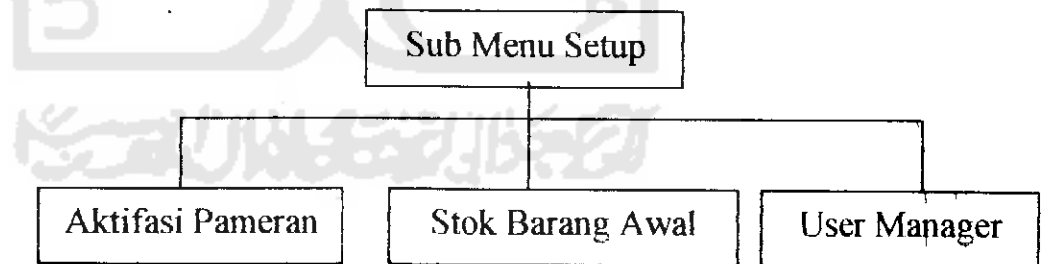 Sub Menu Setup
Aktifasi Pameran
Stok Barang Awal
User Manager